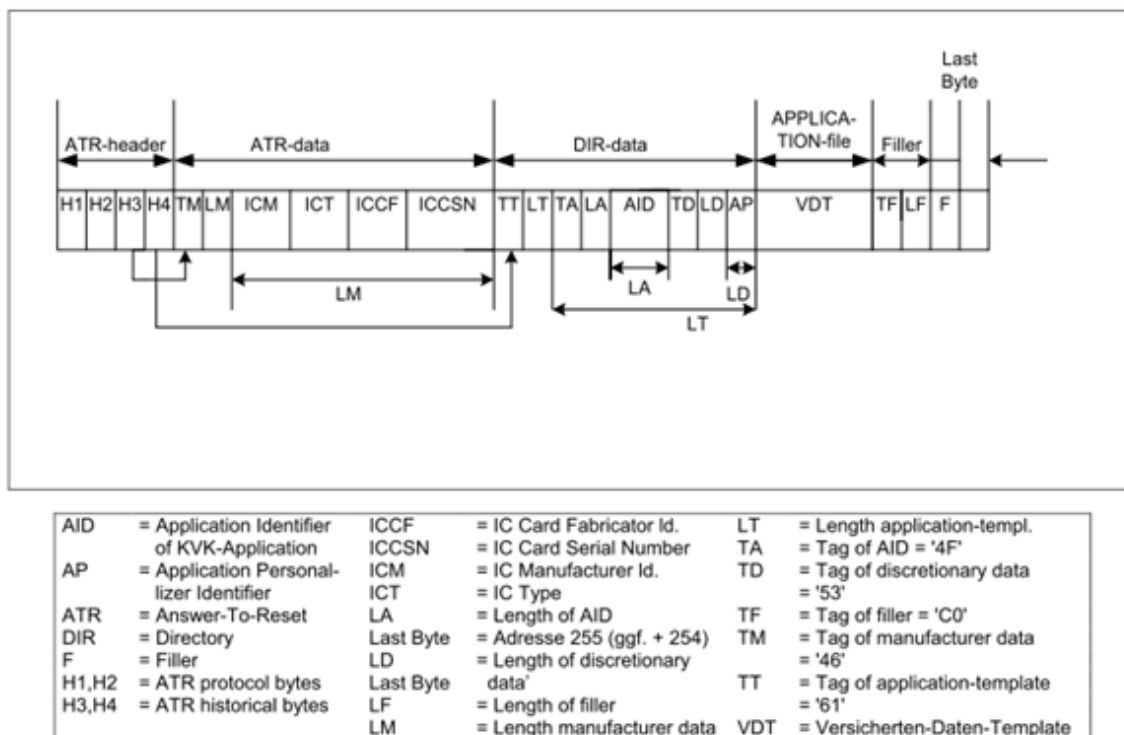 Last
Byte
APPLICA-
TION-file
ATR-header ATR-data DIR-data Filler
H1 H2 H3 H4 TM LM ICM ICT ICCF ICCSN TT LT TA LA AID TD LD AP VDT TF LF F
LM LA LD
LT
AID = Application Identifier ICCF = IC Card Fabricator Id. LT = Length application-templ.
of KVK-Application ICCSN = IC Card Serial Number TA = Tag of AID = '4F'
AP = Application Personal- ICM = IC Manufacturer Id. TD = Tag of discretionary data
lizer Identifier ICT = IC Type = '53'
ATR = Answer-To-Reset LA = Length of AID TF = Tag of filler = 'C0'
DIR = Directory Last Byte = Adresse 255 (ggf. + 254) TM = Tag of manufacturer data
F = Filler LD = Length of discretionary = '46'
H1,H2 = ATR protocol bytes Last Byte data' TT = Tag of application-template
H3,H4 = ATR historical bytes LF = Length of filler = '61'
LM = Length manufacturer data VDT = Versicherten-Daten-Template